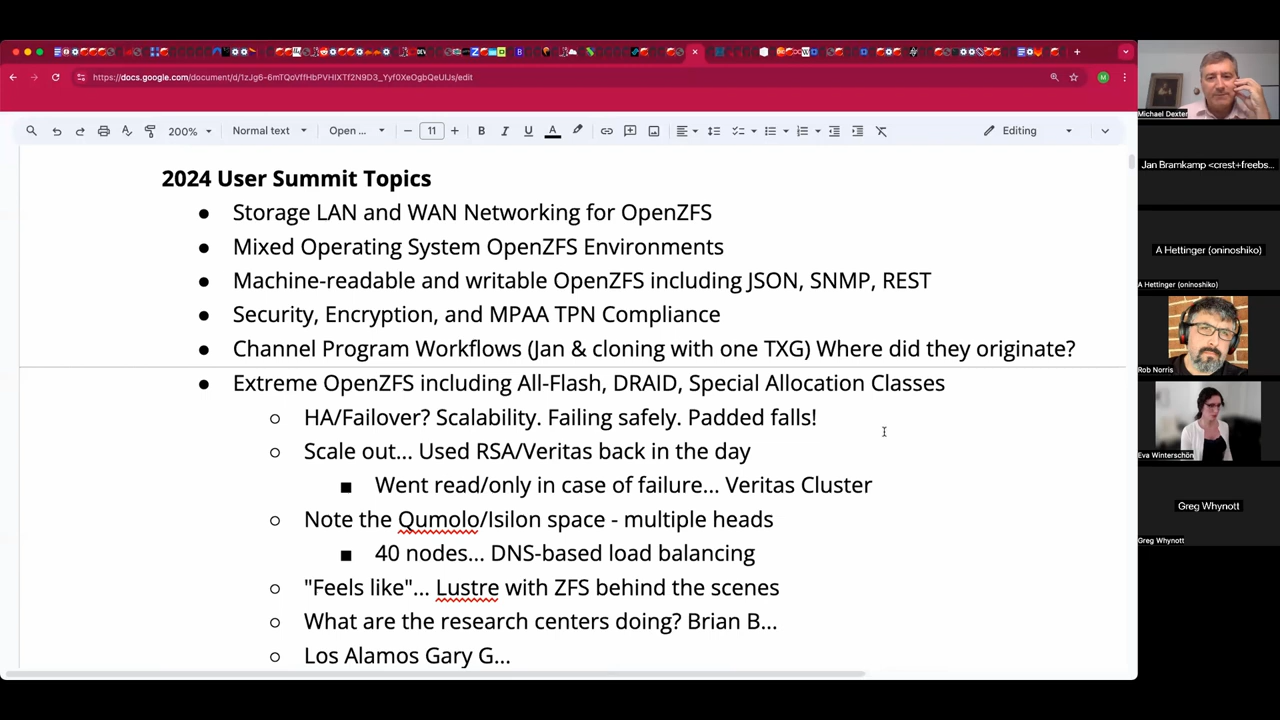 https://docs.google.com/document/d/1zJg6-6mTQoVffHbPVHIXTf2N9D3_Yyf0XeOgbQeUIJs/edit
200%
Normal text
Open ...
11
Editing
2024 User Summit Topics
● Storage LAN and WAN Networking for OpenZFS
● Mixed Operating System OpenZFS Environments
● Machine-readable and writable OpenZFS including JSON, SNMP, REST
● Security, Encryption, and MPAA TPN Compliance
● Channel Program Workflows (Jan & cloning with one TXG) Where did they originate?
● Extreme OpenZFS including All-Flash, DRAID, Special Allocation Classes
○ HA/Failover? Scalability. Failing safely. Padded falls!
○ Scale out... Used RSA/Veritas back in the day
■ Went read/only in case of failure... Veritas Cluster
○ Note the Qumolo/Isilon space - multiple heads
■ 40 nodes... DNS-based load balancing
○ "Feels like"... Lustre with ZFS behind the scenes
○ What are the research centers doing? Brian B...
○ Los Alamos Gary G...
Michael Dexter
Jan Bramkamp <crest+freebs...
A Hettinger (oninoshiko)
A Hettinger (oninoshiko)
Rob Norris
Eva Winterschön
Greg Whynott
Greg Whynott